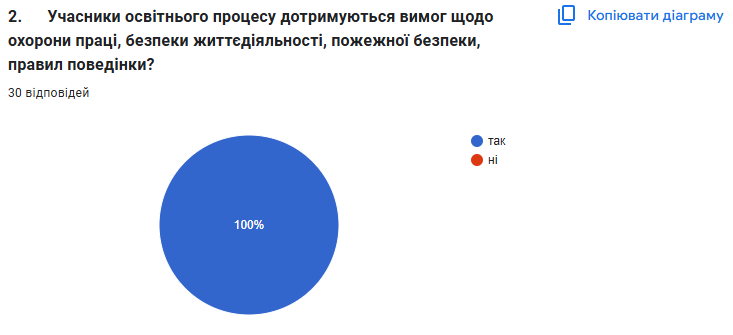 2. Учасники освітнього процесу дотримуються вимог щодо
охорони праці, безпеки життєдіяльності, пожежної безпеки,
правил поведінки?
Копіювати діаграму
30 відповідей
так
ні
100%